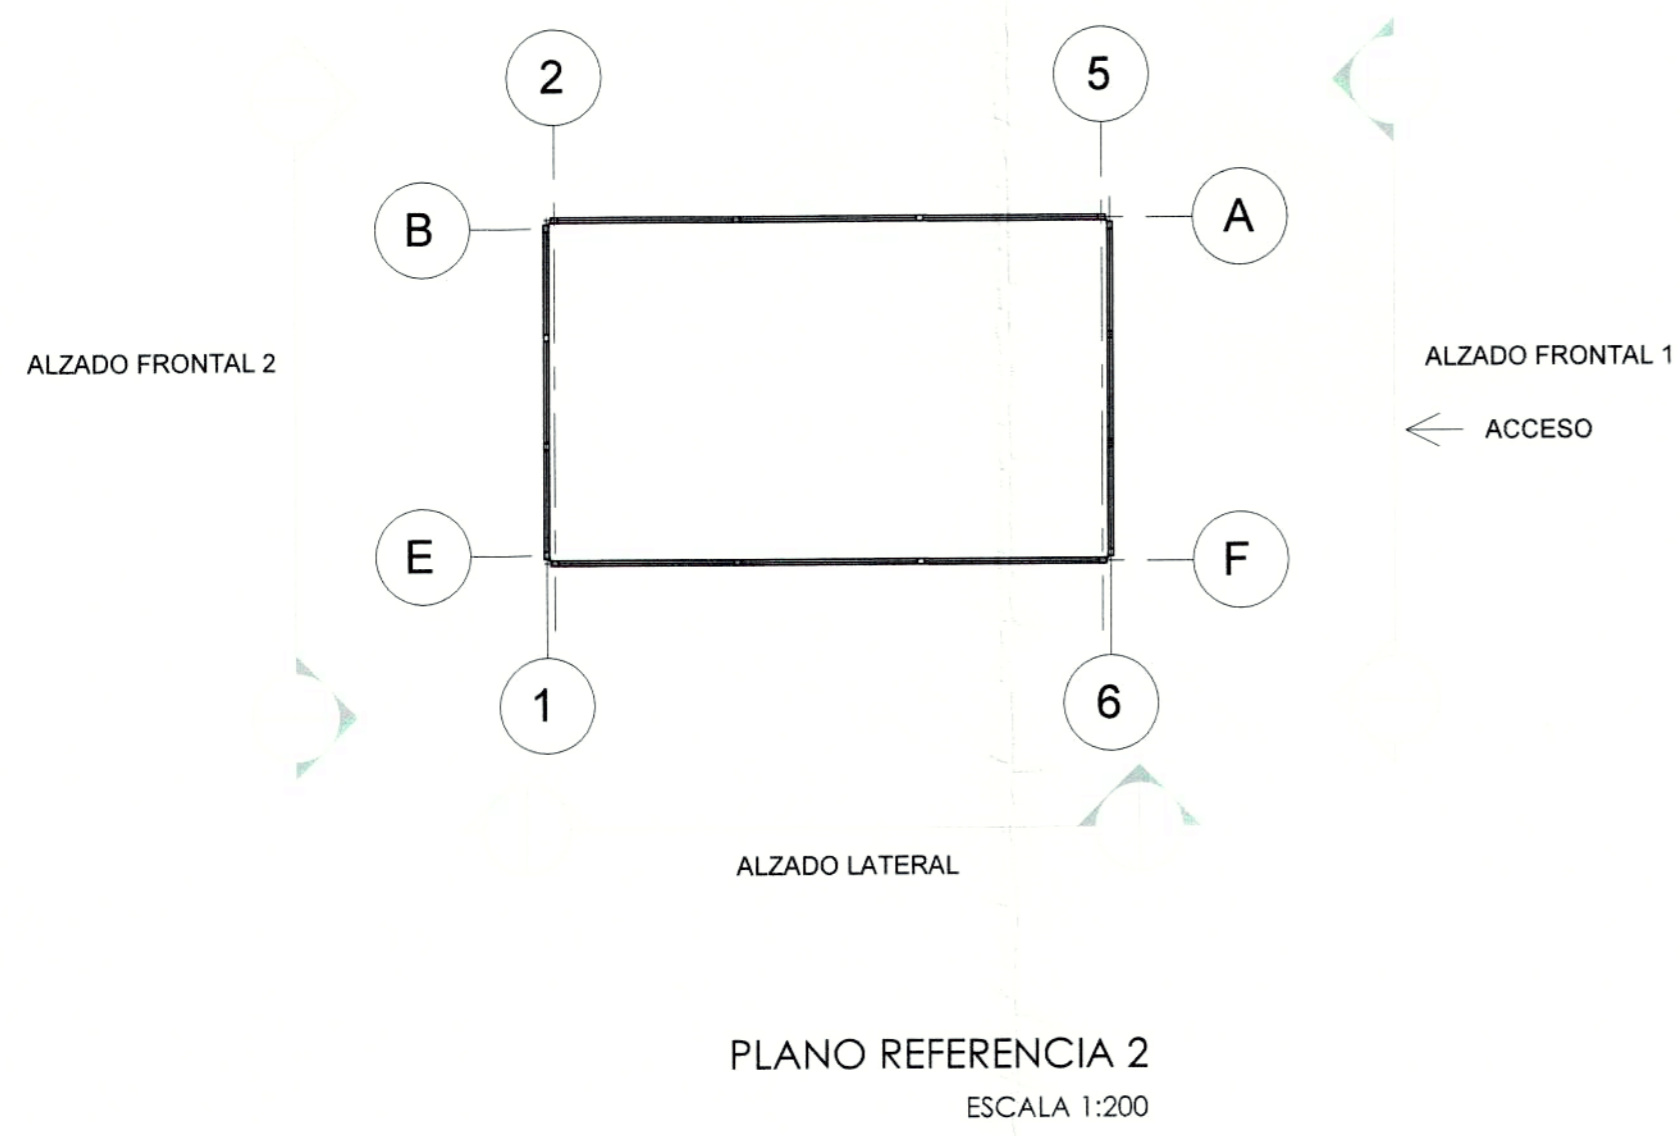 2
5
B
A
ALZADO FRONTAL 2
ALZADO FRONTAL 1
ACCESO
E
F
1
6
ALZADO LATERAL
PLANO REFERENCIA 2
ESCALA 1:200